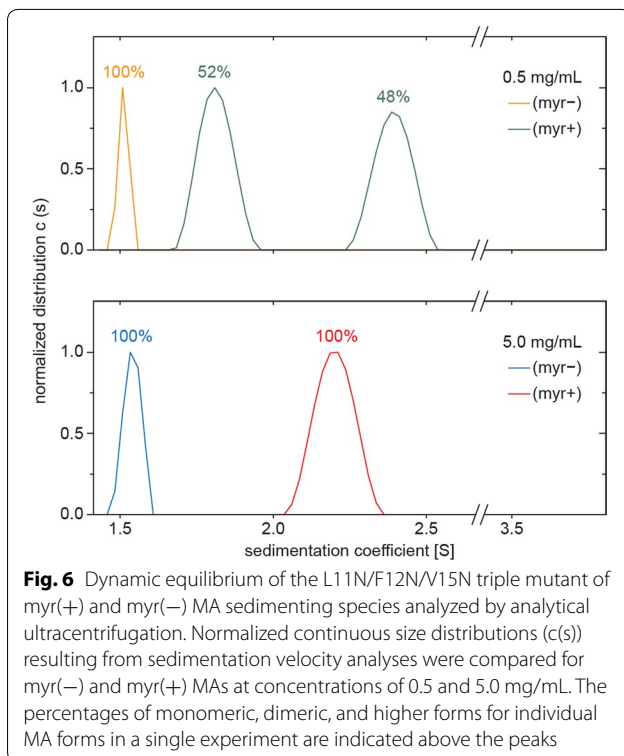 100%
52%
48%
0.5 mg/mL
(myr−)
(myr+)
1.0
0.5
0.0
normalized distribution c (s)
100%
100%
5.0 mg/mL
(myr−)
(myr+)
1.0
0.5
0.0
1.5
2.0
2.5
3.5
sedimentation coefficient [S]
Fig. 6 Dynamic equilibrium of the L11N/F12N/V15N triple mutant of
myr(+) and myr(−) MA sedimenting species analyzed by analytical
ultracentrifugation. Normalized continuous size distributions (c(s))
resulting from sedimentation velocity analyses were compared for
myr(−) and myr(+) MAs at concentrations of 0.5 and 5.0 mg/mL. The
percentages of monomeric, dimeric, and higher forms for individual
MA forms in a single experiment are indicated above the peaks